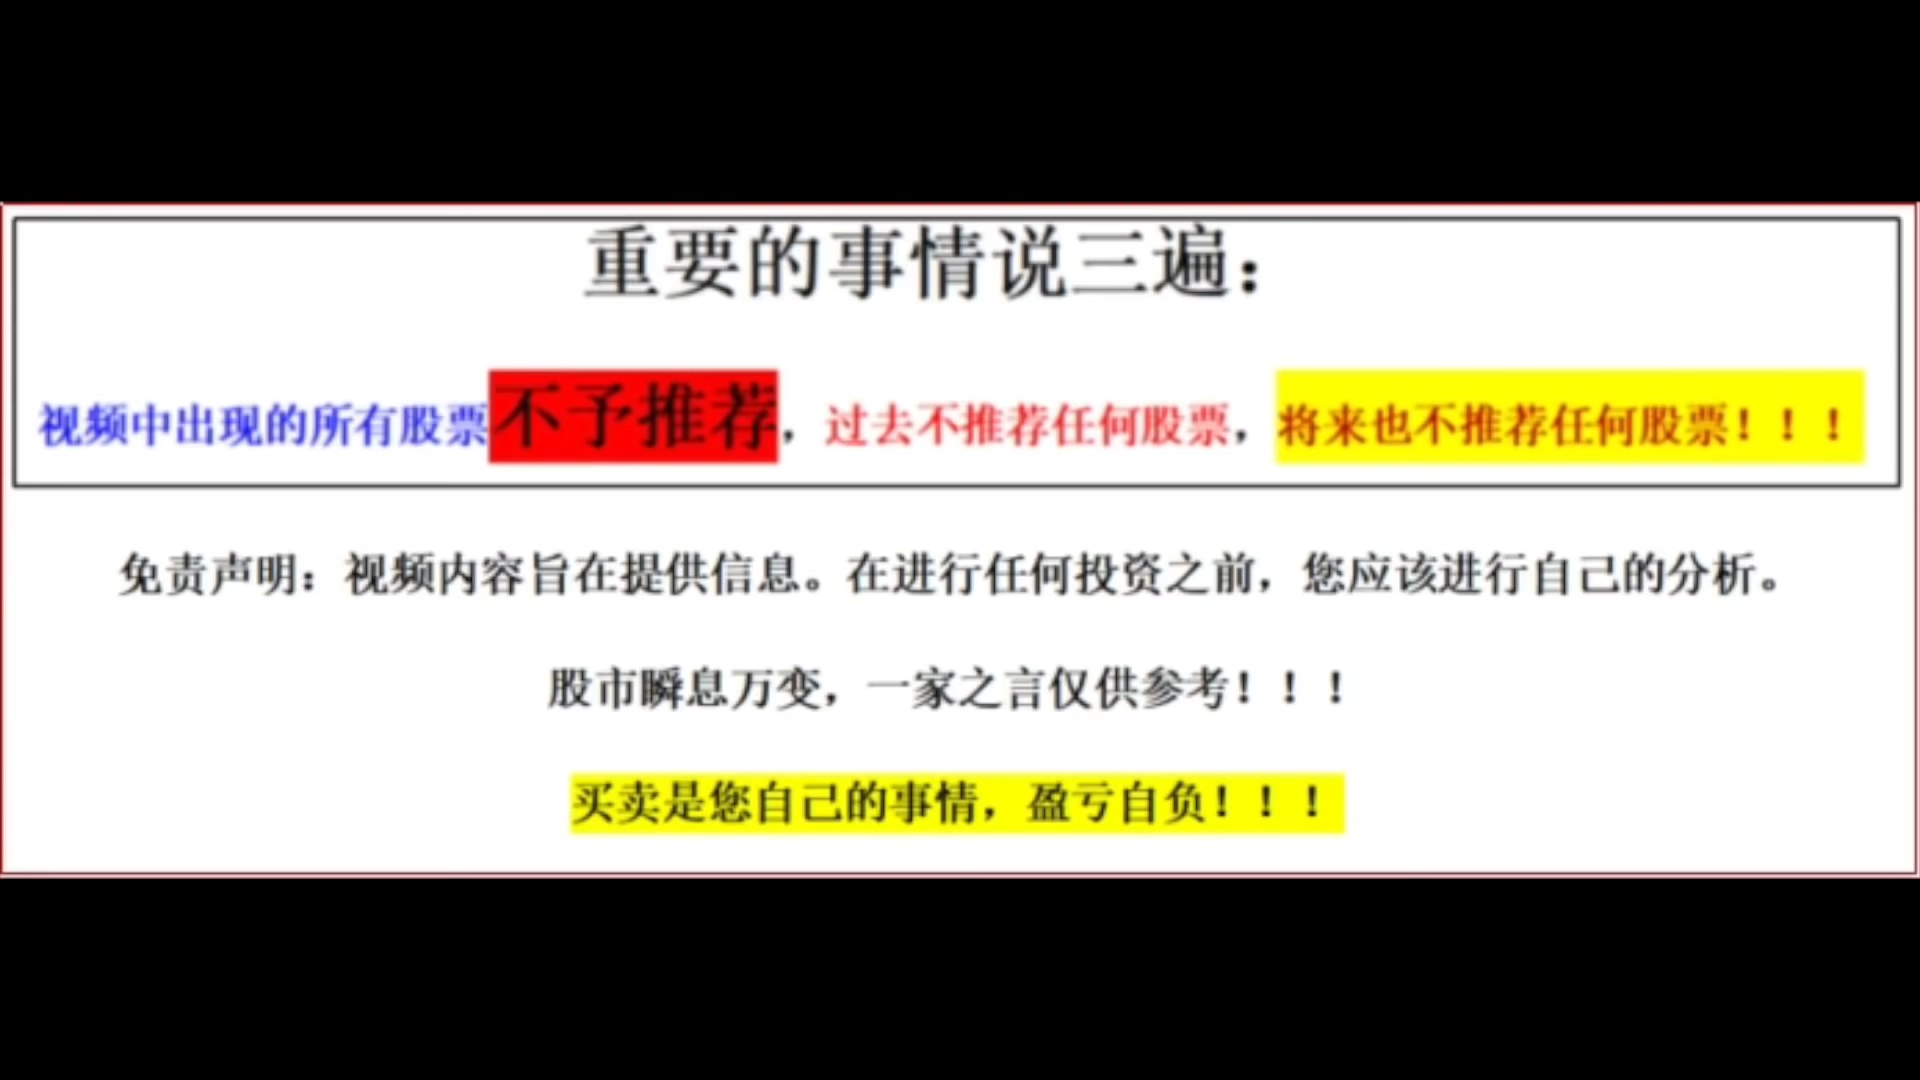 重要的事情说三遍：
视频中出现的所有股票不予推荐，过去不推荐任何股票，将来也不推荐任何股票！！！
免责声明：视频内容旨在提供信息。在进行任何投资之前，您应该进行自己的分析。
股市瞬息万变，一家之言仅供参考！！！
买卖是您自己的事情，盈亏自负！！！